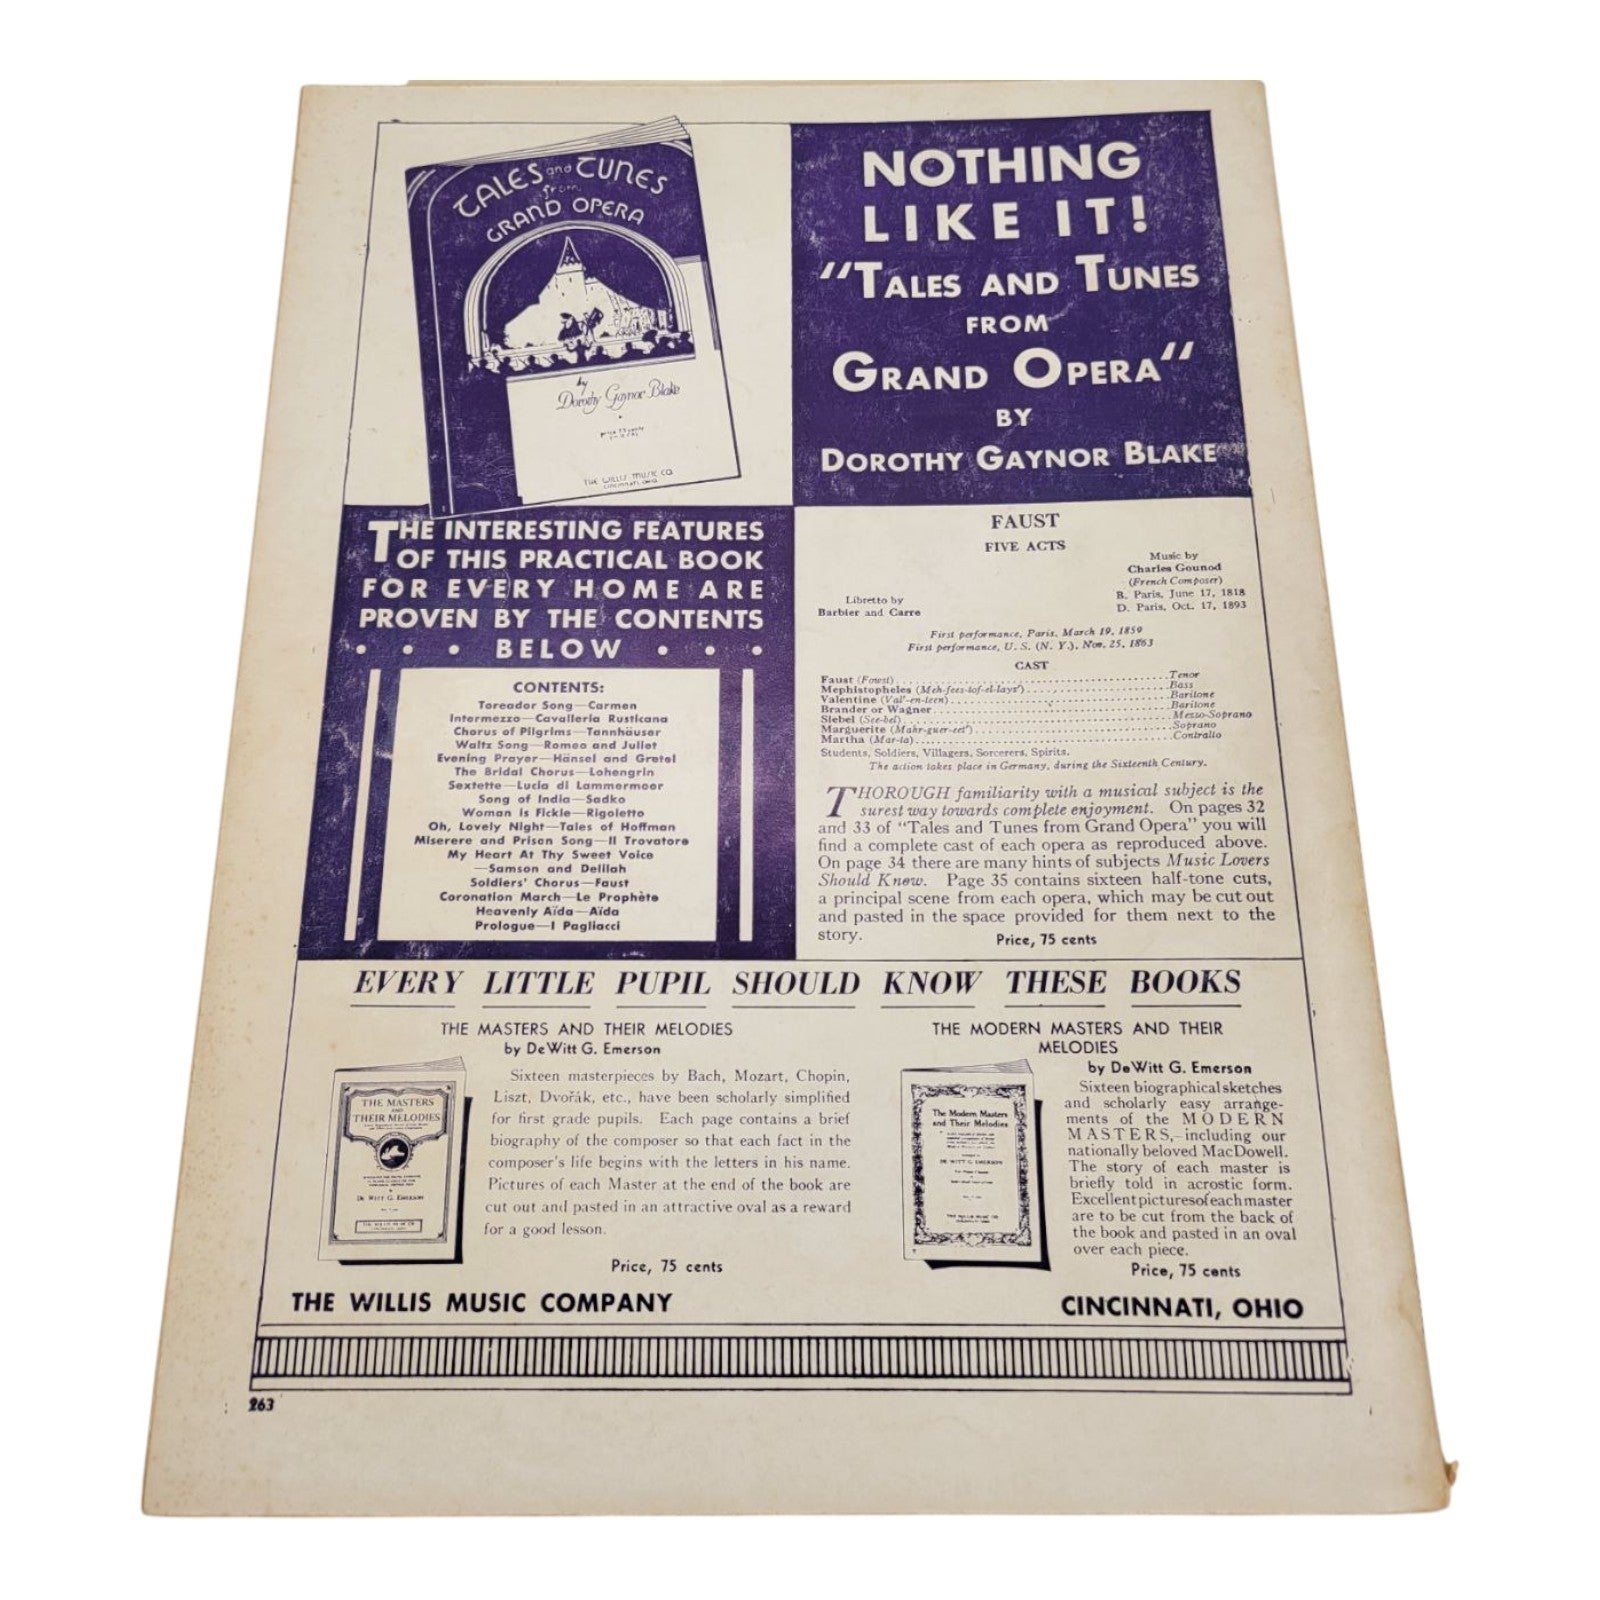 TALES and TUNES
from
GRAND OPERA
by
Dorothy Gaynor Blake
THE WILLIS MUSIC CO.
CINCINNATI, OHIO
NOTHING
LIKE IT!
"TALES AND TUNES
FROM
GRAND OPERA"
BY
DOROTHY GAYNOR BLAKE
THE INTERESTING FEATURES
OF THIS PRACTICAL BOOK
FOR EVERY HOME ARE
PROVEN BY THE CONTENTS
• • • BELOW • • •
CONTENTS:
Toreador Song—Carmen
Intermezzo—Cavalleria Rusticana
Chorus of Pilgrims—Tannhäuser
Waltz Song—Romeo and Juliet
Evening Prayer—Hänsel and Gretel
The Bridal Chorus—Lohengrin
Sextette—Lucia di Lammermoor
Song of India—Sadko
Woman is Fickle—Rigoletto
Oh, Lovely Night—Tales of Hoffman
Miserere and Prison Song—Il Trovatore
My Heart At Thy Sweet Voice
—Samson and Delilah
Soldiers' Chorus—Faust
Coronation March—Le Prophète
Heavenly Aïda—Aïda
Prologue—I Pagliacci
FAUST
FIVE ACTS
Music by
Charles Gounod
(French Composer)
B. Paris, June 17, 1818
D. Paris, Oct. 17, 1893
Libretto by
Barbier and Carre
First performance, Paris, March 19, 1859
First performance, U. S. (N. Y.), Nov. 25, 1863
CAST
Faust (Fowst) Tenor
Mephistopheles (Meh-fees-tof-el-layz') Bass
Valentine (Val'-en-teen) Baritone
Brander or Wagner Baritone
Siebel (See-bel) Mezzo-Soprano
Marguerite (Mahr-guer-eet') Soprano
Martha (Mar-ta) Contralto
Students, Soldiers, Villagers, Sorcerers, Spirits.
The action takes place in Germany, during the Sixteenth Century.
THOROUGH familiarity with a musical subject is the
surest way towards complete enjoyment. On pages 32
and 33 of "Tales and Tunes from Grand Opera" you will
find a complete cast of each opera as reproduced above.
On page 34 there are many hints of subjects Music Lovers
Should Know. Page 35 contains sixteen half-tone cuts,
a principal scene from each opera, which may be cut out
and pasted in the space provided for them next to the
story.
Price, 75 cents
EVERY LITTLE PUPIL SHOULD KNOW THESE BOOKS
THE MASTERS AND THEIR MELODIES
by DeWitt G. Emerson
THE MASTERS
AND
THEIR MELODIES
DE WITT G. EMERSON
Sixteen masterpieces by Bach, Mozart, Chopin,
Liszt, Dvořák, etc., have been scholarly simplified
for first grade pupils. Each page contains a brief
biography of the composer so that each fact in the
composer's life begins with the letters in his name.
Pictures of each Master at the end of the book are
cut out and pasted in an attractive oval as a reward
for a good lesson.
Price, 75 cents
THE MODERN MASTERS AND THEIR
MELODIES
by DeWitt G. Emerson
The Modern Masters
and Their Melodies
DE WITT G. EMERSON
Sixteen biographical sketches
and scholarly easy arrange-
ments of the MODERN
MASTERS,—including our
nationally beloved MacDowell.
The story of each master is
briefly told in acrostic form.
Excellent pictures of each master
are to be cut from the back of
the book and pasted in an oval
over each piece.
Price, 75 cents
THE WILLIS MUSIC COMPANY
CINCINNATI, OHIO
263